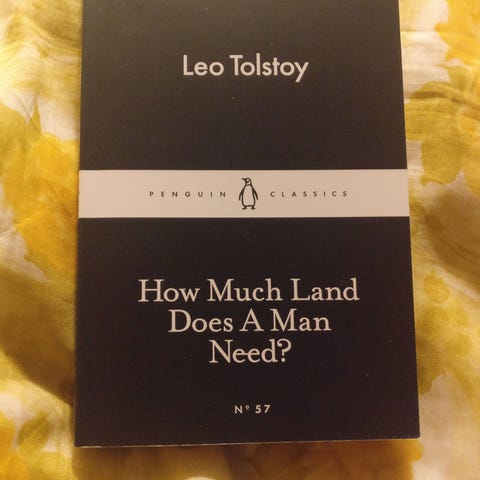 Leo Tolstoy
PENGUIN CLASSICS
How Much Land
Does A Man
Need?
Nº 57